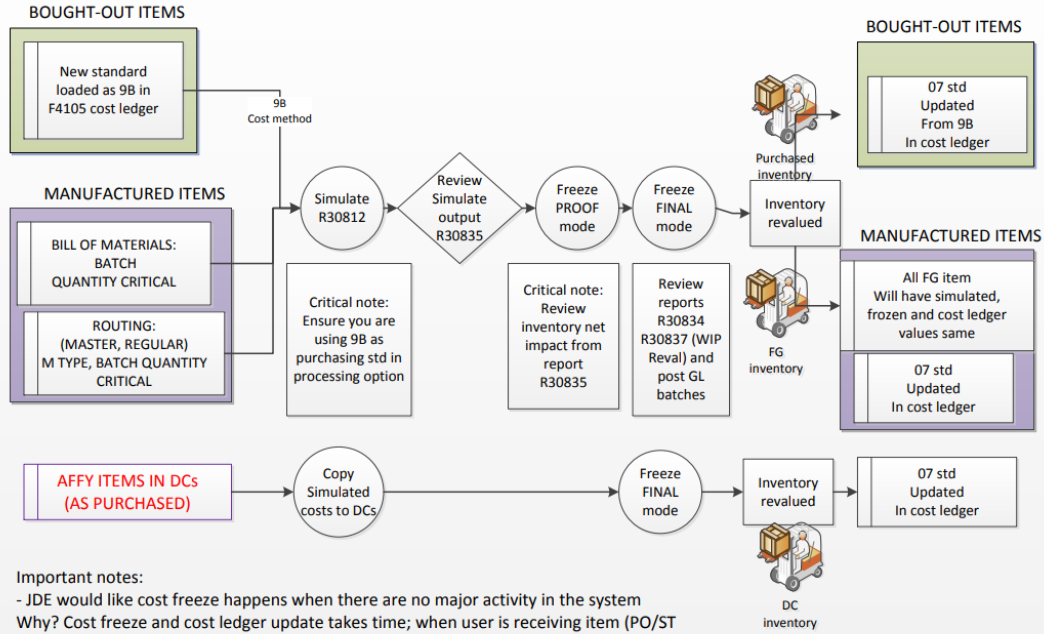 BOUGHT-OUT ITEMS
New standard
loaded as 9B in
F4105 cost ledger
9B
Cost method
MANUFACTURED ITEMS
BILL OF MATERIALS:
BATCH
QUANTITY CRITICAL
ROUTING:
(MASTER, REGULAR)
M TYPE, BATCH QUANTITY
CRITICAL
Simulate
R30812
Review
Simulate
output
R30835
Freeze
PROOF
mode
Freeze
FINAL
mode
Critical note:
Ensure you are
using 9B as
purchasing std in
processing option
Critical note:
Review
inventory net
impact from
report
R30835
Review
reports
R30834
R30837 (WIP
Reval) and
post GL
batches
Purchased
inventory
Inventory
revalued
FG
inventory
BOUGHT-OUT ITEMS
07 std
Updated
From 9B
In cost ledger
MANUFACTURED ITEMS
All FG item
Will have simulated,
frozen and cost ledger
values same
07 std
Updated
In cost ledger
AFFY ITEMS IN DCs
(AS PURCHASED)
Copy
Simulated
costs to DCs
Freeze
FINAL
mode
Inventory
revalued
07 std
Updated
In cost ledger
DC
inventory
Important notes:
- JDE would like cost freeze happens when there are no major activity in the system
Why? Cost freeze and cost ledger update takes time; when user is receiving item (PO/ST